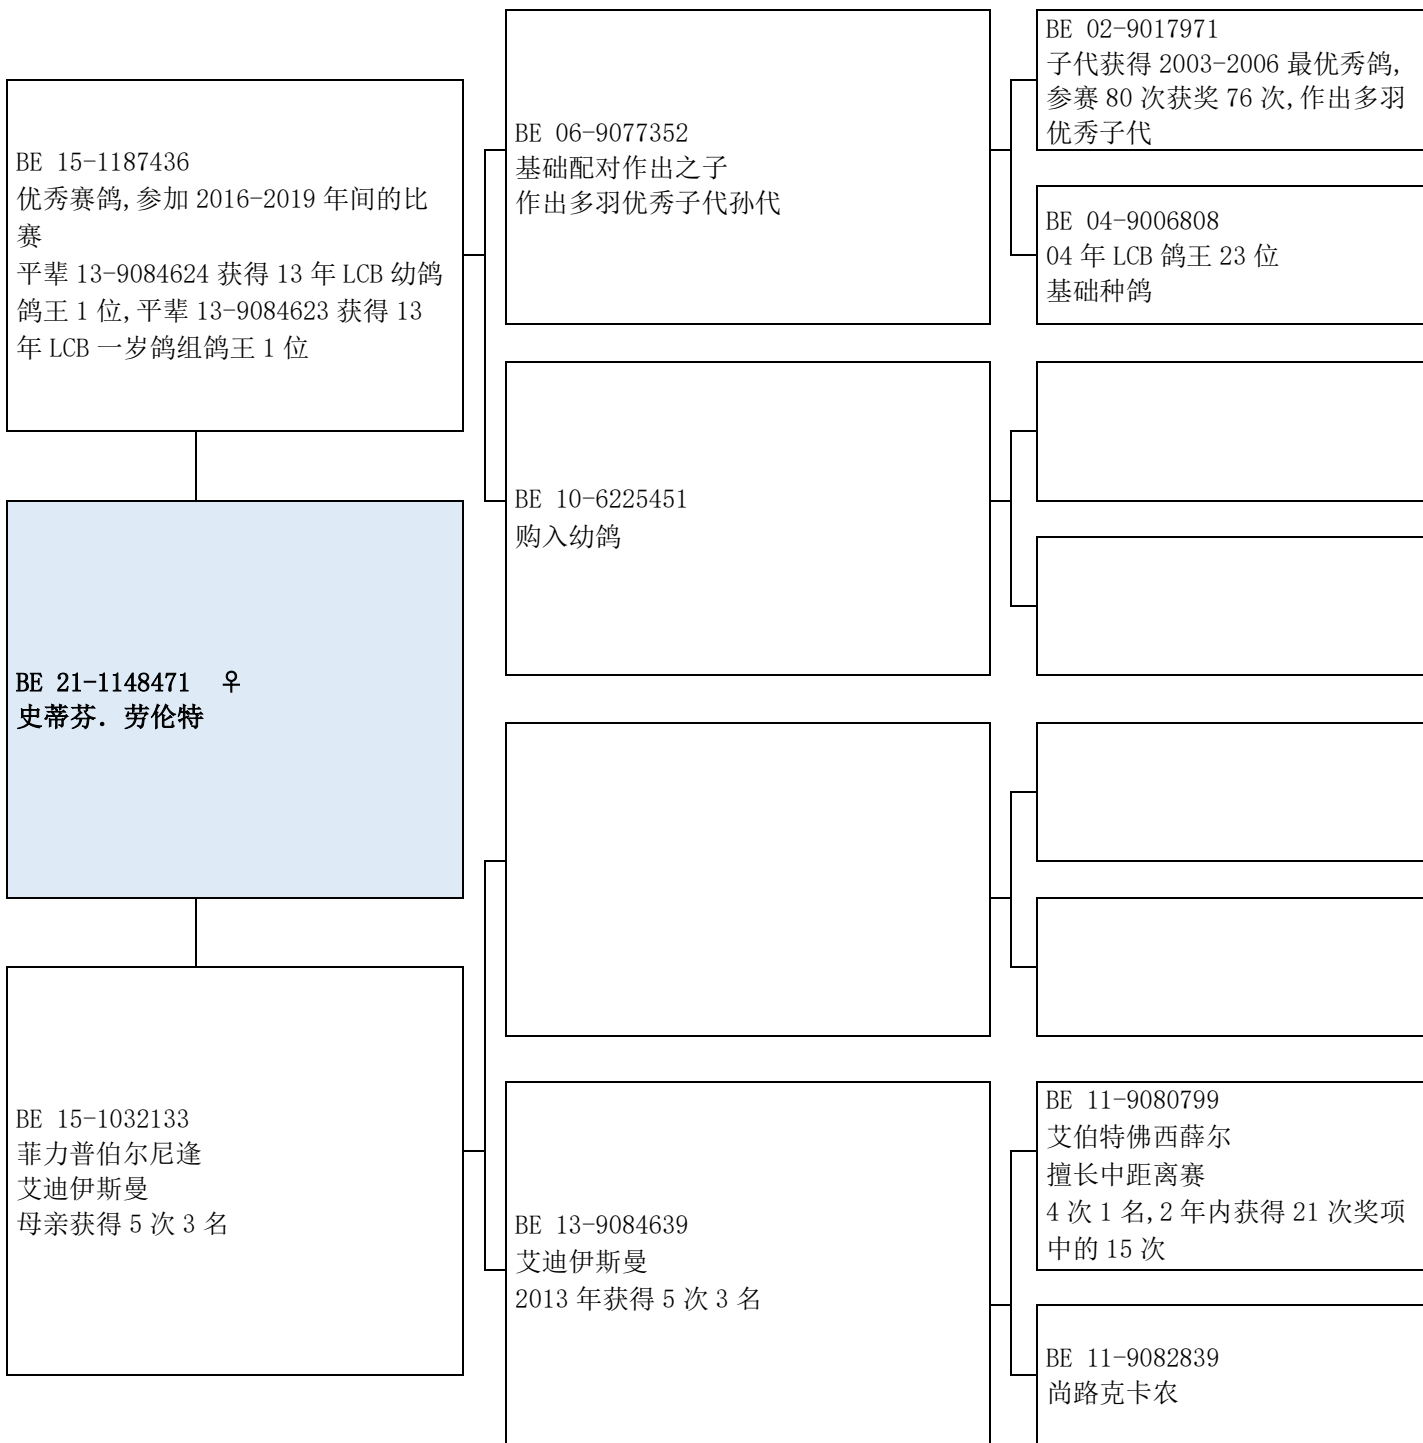 BE 15-1187436
优秀赛鸽,参加 2016-2019 年间的比
赛
平辈 13-9084624 获得 13 年 LCB 幼鸽
鸽王 1 位,平辈 13-9084623 获得 13
年 LCB 一岁鸽组鸽王 1 位
BE 21-1148471 ♀
史蒂芬．劳伦特
BE 15-1032133
菲力普伯尔尼逢
艾迪伊斯曼
母亲获得 5 次 3 名
BE 06-9077352
基础配对作出之子
作出多羽优秀子代孙代
BE 10-6225451
购入幼鸽
BE 13-9084639
艾迪伊斯曼
2013 年获得 5 次 3 名
BE 02-9017971
子代获得 2003-2006 最优秀鸽,
参赛 80 次获奖 76 次,作出多羽
优秀子代
BE 04-9006808
04 年 LCB 鸽王 23 位
基础种鸽
BE 11-9080799
艾伯特佛西薛尔
擅长中距离赛
4 次 1 名,2 年内获得 21 次奖项
中的 15 次
BE 11-9082839
尚路克卡农